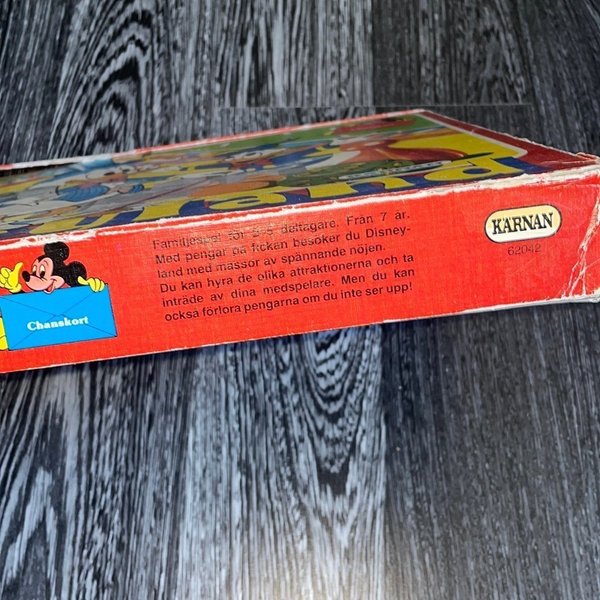 Familjespel för 2-5 deltagare. Från 7 år.
Med pengar på fickan besöker du Disney-
land med massor av spännande nöjen.
Du kan hyra de olika attraktionerna och ta
inträde av dina medspelare. Men du kan
också förlora pengarna om du inte ser upp!
KÄRNAN
62042
Chanskort